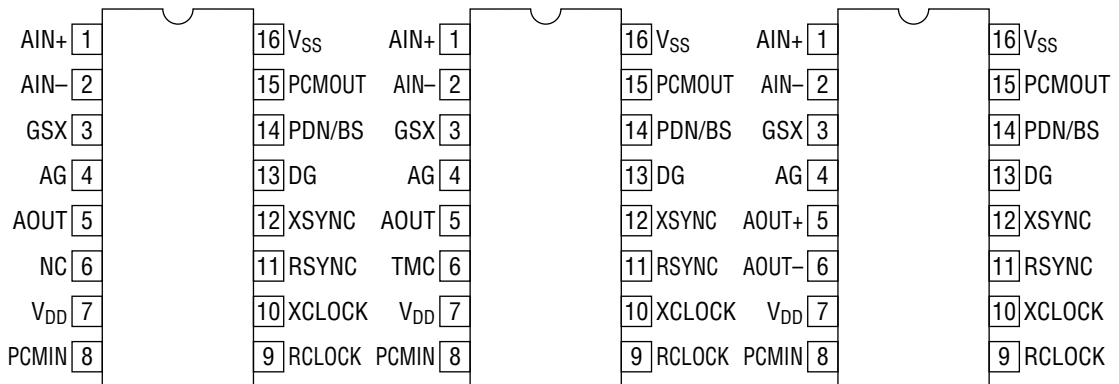 AIN+ 1 16 VSS AIN+ 1 16 VSS AIN+ 1 16 VSS
AIN– 2 15 PCMOUT AIN– 2 15 PCMOUT AIN– 2 15 PCMOUT
GSX 3 14 PDN/BS GSX 3 14 PDN/BS GSX 3 14 PDN/BS
AG 4 13 DG AG 4 13 DG AG 4 13 DG
AOUT 5 12 XSYNC AOUT 5 12 XSYNC AOUT+ 5 12 XSYNC
NC 6 11 RSYNC TMC 6 11 RSYNC AOUT– 6 11 RSYNC
VDD 7 10 XCLOCK VDD 7 10 XCLOCK VDD 7 10 XCLOCK
PCMIN 8 9 RCLOCK PCMIN 8 9 RCLOCK PCMIN 8 9 RCLOCK